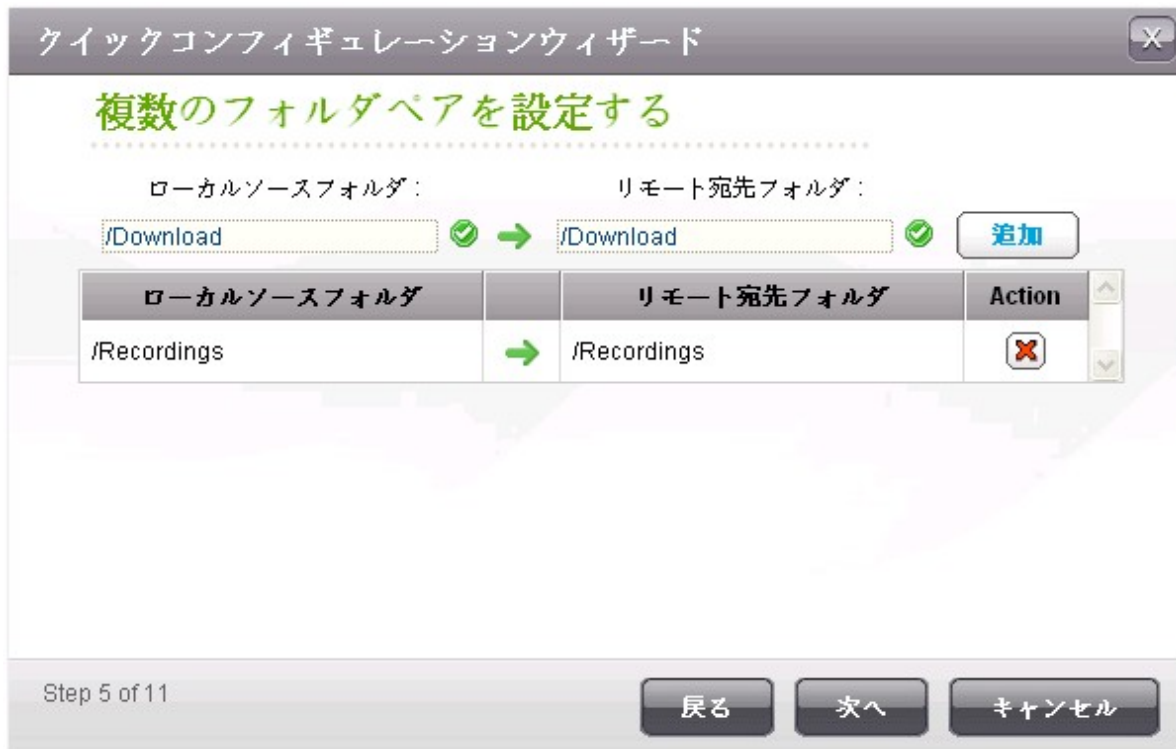 クイックコンフィギュレーションウィザード
複数のフォルダペアを設定する
ローカルソースフォルダ : リモート宛先フォルダ :
/Download /Download 追加
ローカルソースフォルダ リモート宛先フォルダ Action
/Recordings /Recordings
Step 5 of 11 戻る 次へ キャンセル